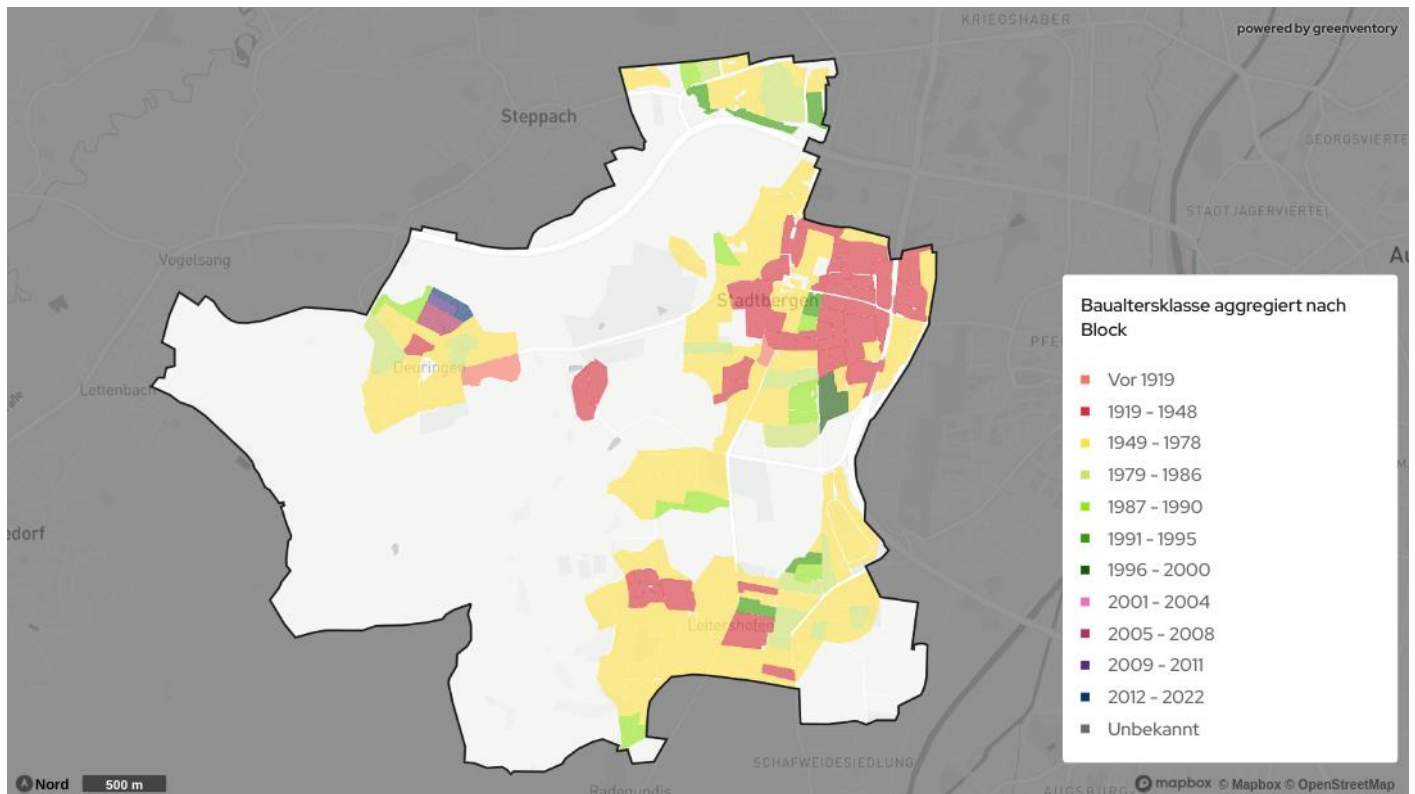 KRIEGSHABER
powered by greenventory
Steppach
GEORGSVIERTE
STADTJÄGERVIERTEL
Vogelsang
Au
Stadtbergen
Baualtersklasse aggregiert nach
Block
PFE
Deuringen
Lettenbach
Vor 1919
1919 - 1948
1949 - 1978
1979 - 1986
1987 - 1990
1991 - 1995
edorf
1996 - 2000
2001 - 2004
Leitershofen
2005 - 2008
2009 - 2011
2012 - 2022
Unbekannt
SCHAFWEIDESIEDLUNG
Nord 500 m
Radegundis
AUGSBURG
mapbox © Mapbox © OpenStreetMap